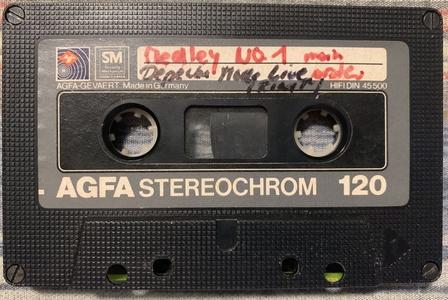 Medley NO.1
SM
Depeche Mode Live
AGFA-GEVAERT Made in Germany
HIFI DIN 45500
AGFA STEREOCHROM 120